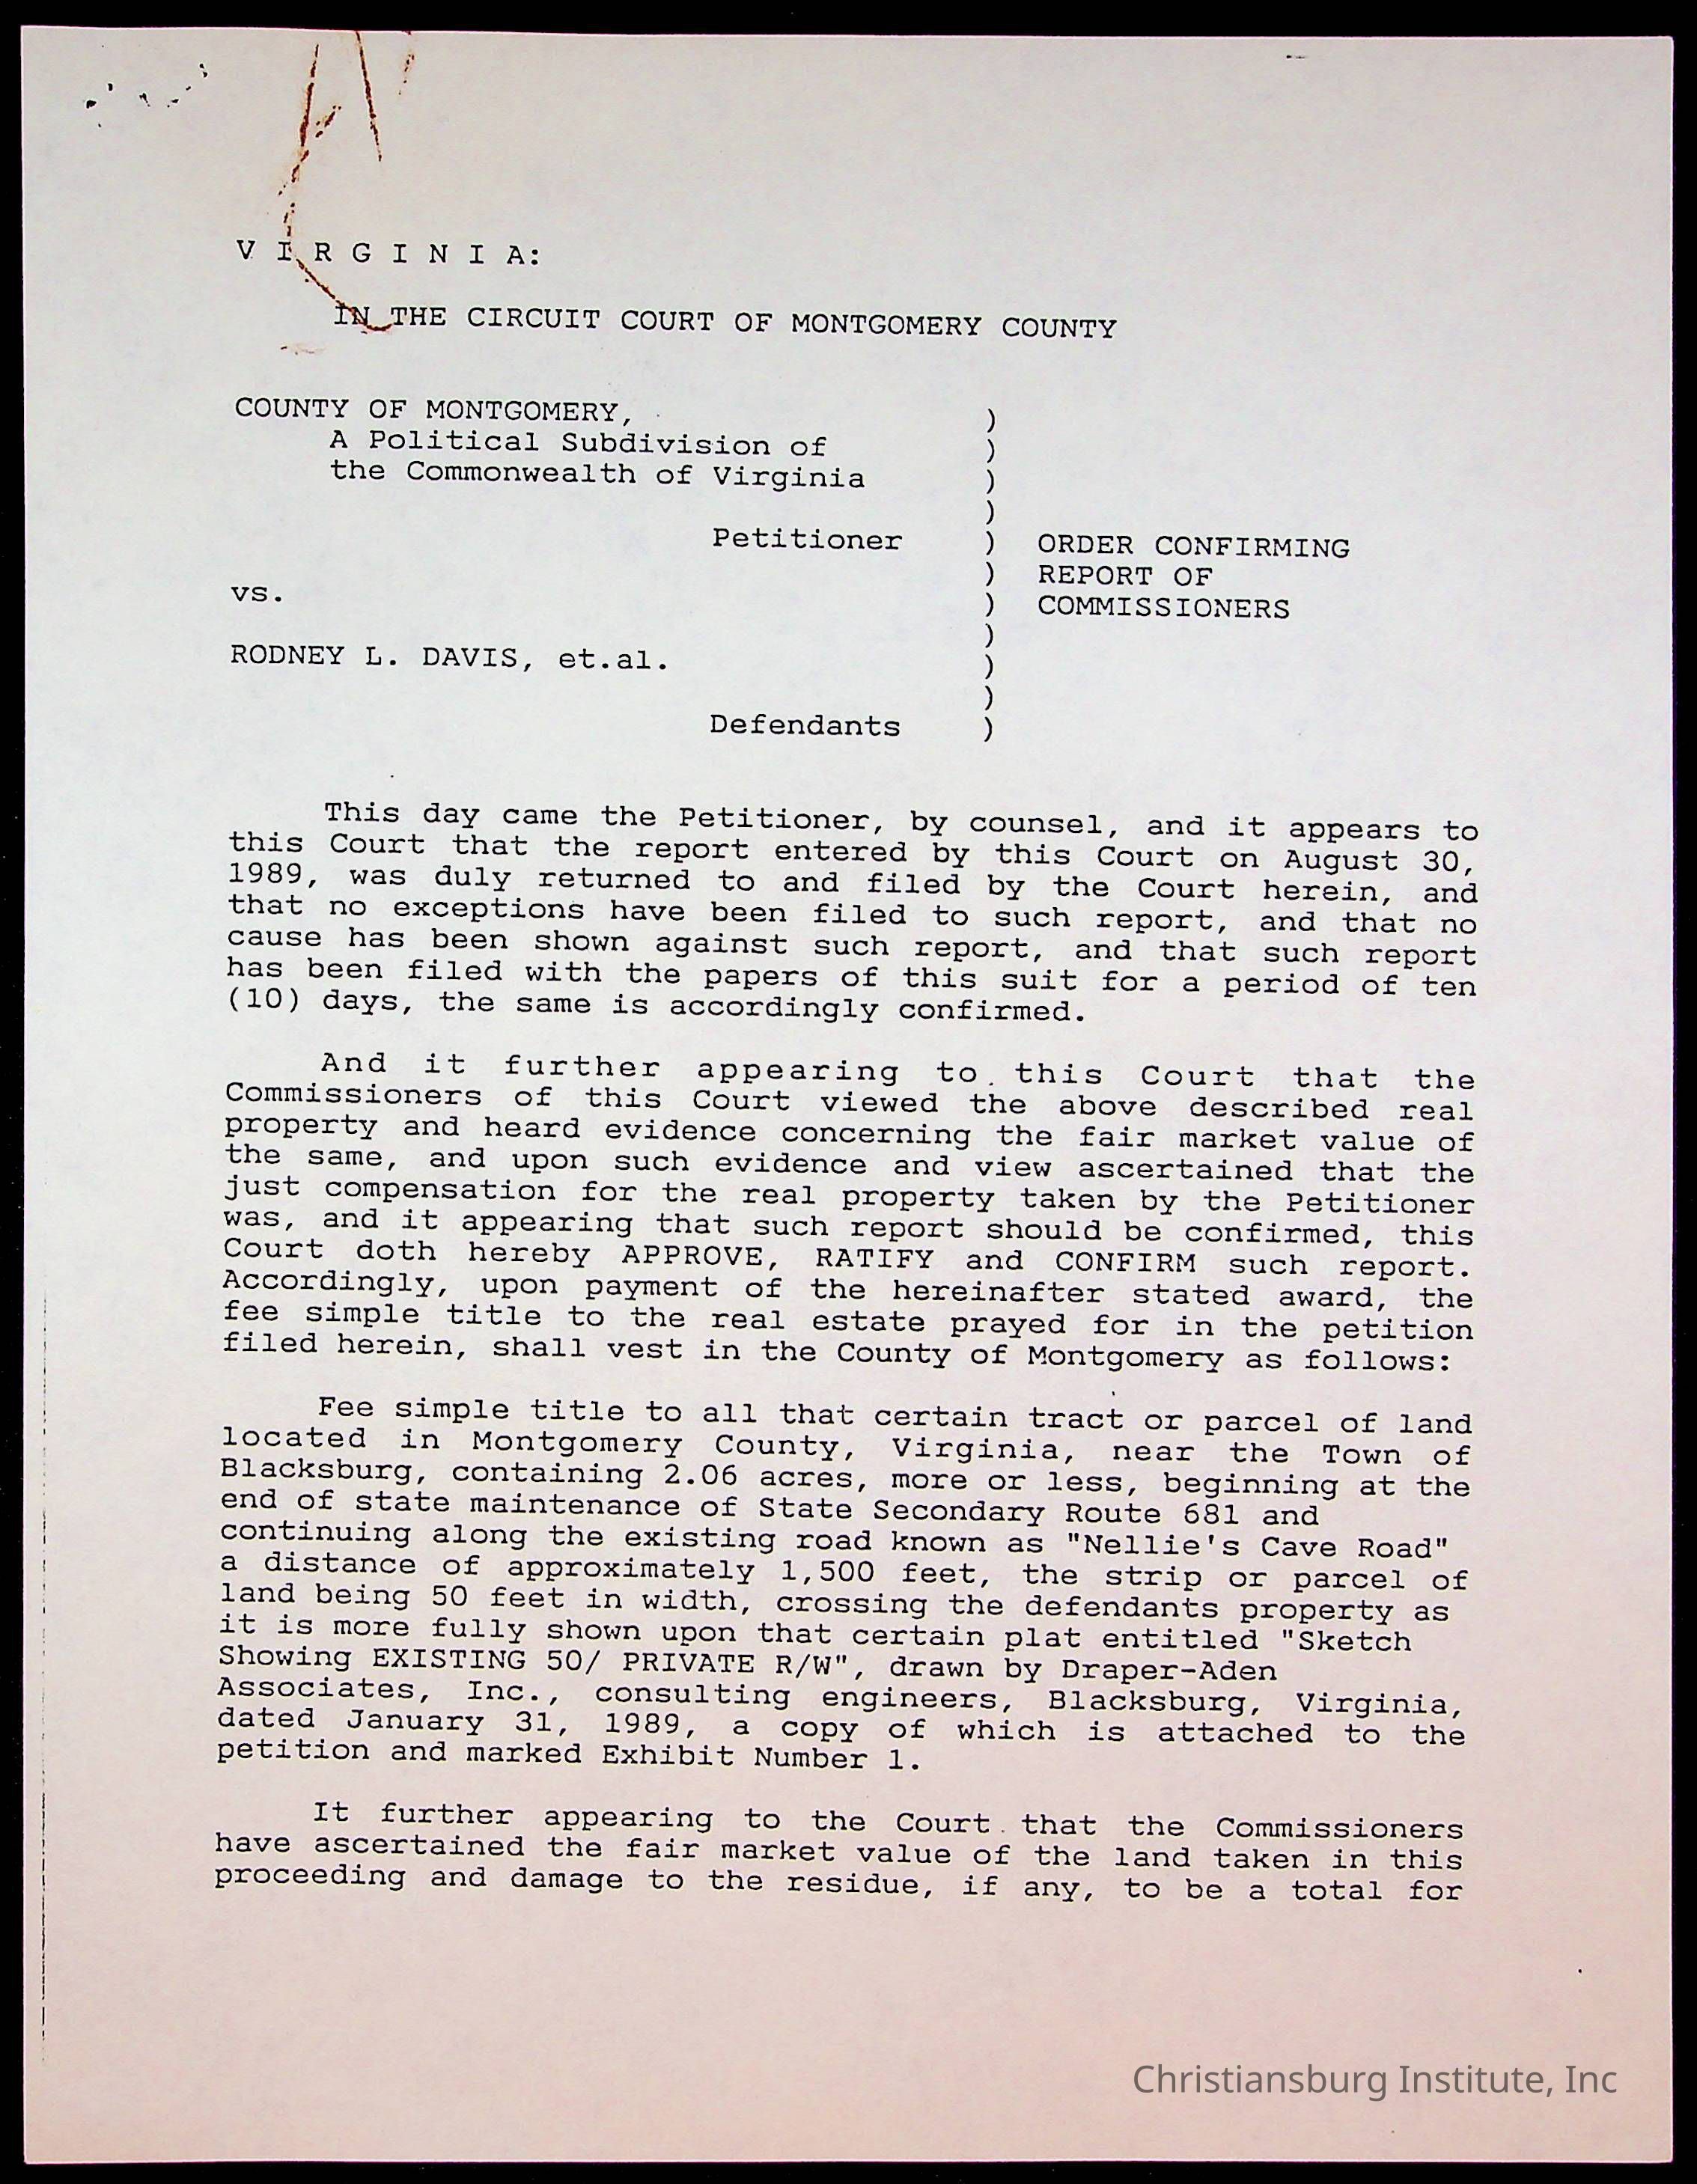 V I R G I N I A:
IN THE CIRCUIT COURT OF MONTGOMERY COUNTY
COUNTY OF MONTGOMERY, )
A Political Subdivision of )
the Commonwealth of Virginia )
)
Petitioner ) ORDER CONFIRMING
) REPORT OF
vs. ) COMMISSIONERS
)
RODNEY L. DAVIS, et.al. )
)
Defendants )
This day came the Petitioner, by counsel, and it appears to
this Court that the report entered by this Court on August 30,
1989, was duly returned to and filed by the Court herein, and
that no exceptions have been filed to such report, and that no
cause has been shown against such report, and that such report
has been filed with the papers of this suit for a period of ten
(10) days, the same is accordingly confirmed.
And it further appearing to this Court that the
Commissioners of this Court viewed the above described real
property and heard evidence concerning the fair market value of
the same, and upon such evidence and view ascertained that the
just compensation for the real property taken by the Petitioner
was, and it appearing that such report should be confirmed, this
Court doth hereby APPROVE, RATIFY and CONFIRM such report.
Accordingly, upon payment of the hereinafter stated award, the
fee simple title to the real estate prayed for in the petition
filed herein, shall vest in the County of Montgomery as follows:
Fee simple title to all that certain tract or parcel of land
located in Montgomery County, Virginia, near the Town of
Blacksburg, containing 2.06 acres, more or less, beginning at the
end of state maintenance of State Secondary Route 681 and
continuing along the existing road known as "Nellie's Cave Road"
a distance of approximately 1,500 feet, the strip or parcel of
land being 50 feet in width, crossing the defendants property as
it is more fully shown upon that certain plat entitled "Sketch
Showing EXISTING 50/ PRIVATE R/W", drawn by Draper-Aden
Associates, Inc., consulting engineers, Blacksburg, Virginia,
dated January 31, 1989, a copy of which is attached to the
petition and marked Exhibit Number 1.
It further appearing to the Court that the Commissioners
have ascertained the fair market value of the land taken in this
proceeding and damage to the residue, if any, to be a total for
Christiansburg Institute, Inc